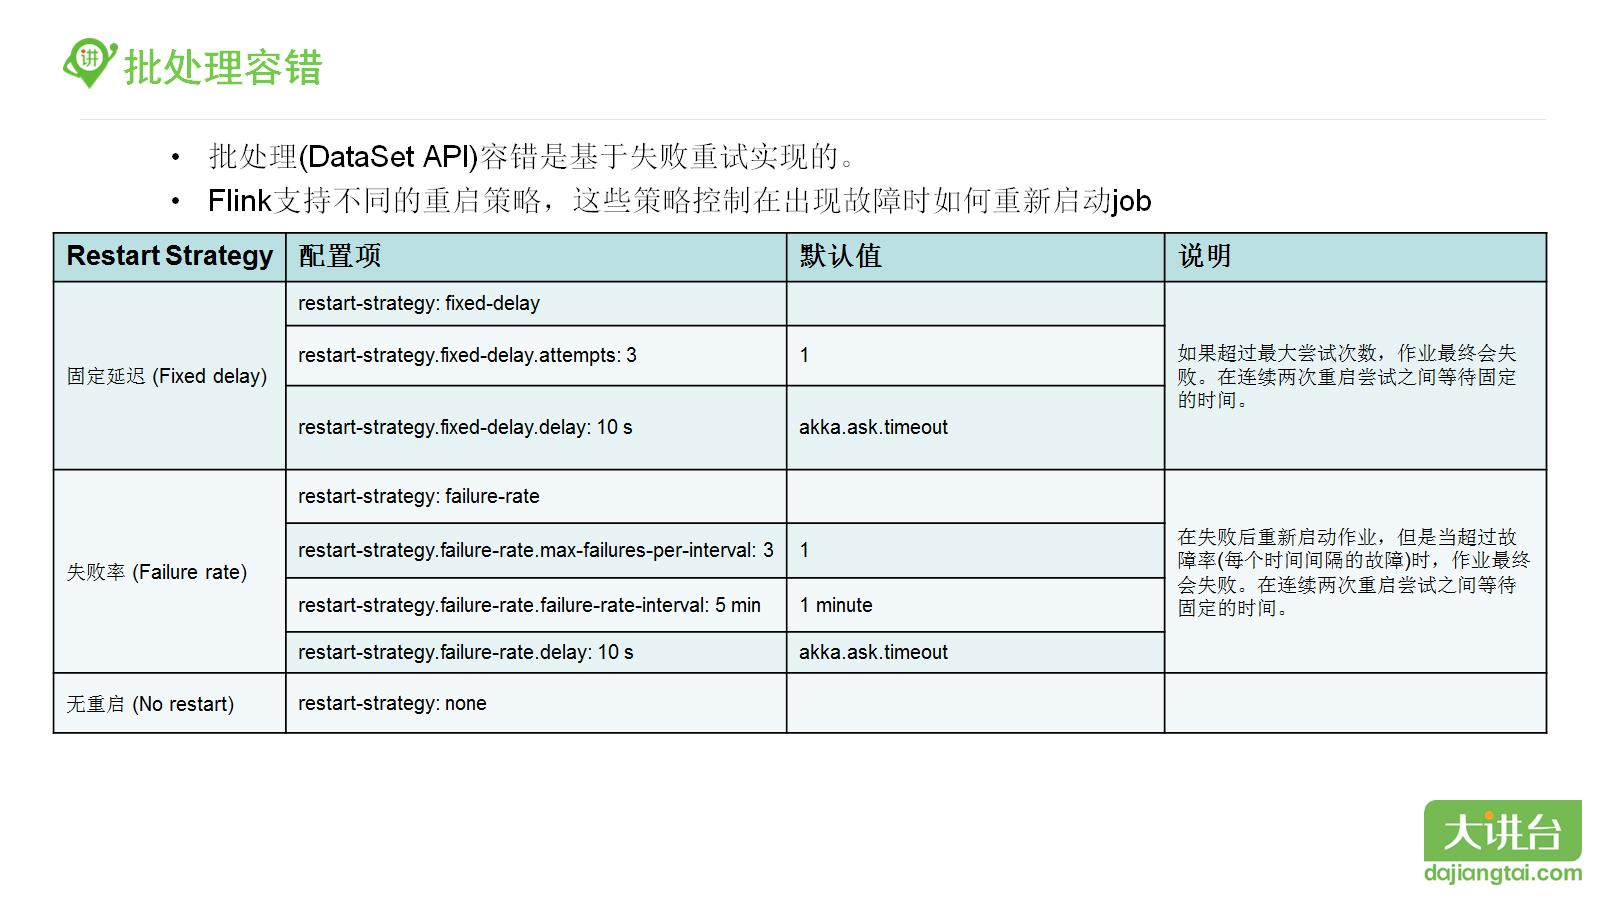 讲
批处理容错
• 批处理(DataSet API)容错是基于失败重试实现的。
• Flink支持不同的重启策略，这些策略控制在出现故障时如何重新启动job
Restart Strategy 配置项 默认值 说明
固定延迟 (Fixed delay)
restart-strategy: fixed-delay
restart-strategy.fixed-delay.attempts: 3 1
restart-strategy.fixed-delay.delay: 10 s akka.ask.timeout
如果超过最大尝试次数，作业最终会失
败。在连续两次重启尝试之间等待固定
的时间。
失败率 (Failure rate)
restart-strategy: failure-rate
restart-strategy.failure-rate.max-failures-per-interval: 3 1
restart-strategy.failure-rate.failure-rate-interval: 5 min 1 minute
restart-strategy.failure-rate.delay: 10 s akka.ask.timeout
在失败后重新启动作业，但是当超过故
障率(每个时间间隔的故障)时，作业最终
会失败。在连续两次重启尝试之间等待
固定的时间。
无重启 (No restart) restart-strategy: none
大讲台
dajiangtai.com